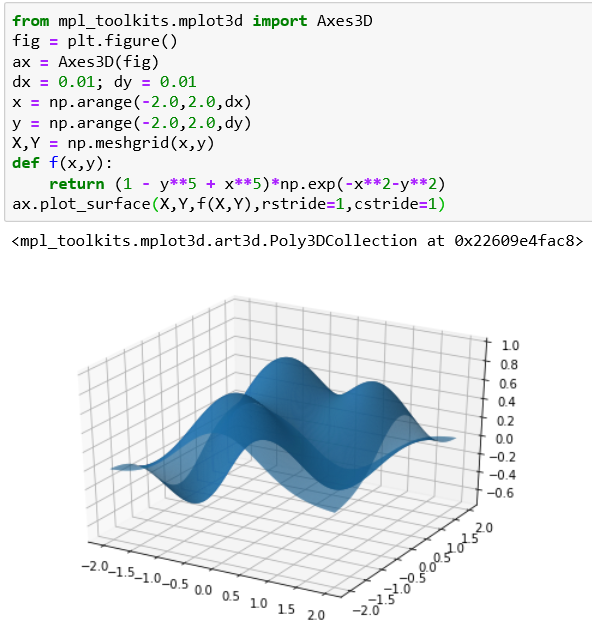 from mpl_toolkits.mplot3d import Axes3D
fig = plt.figure()
ax = Axes3D(fig)
dx = 0.01; dy = 0.01
x = np.arange(-2.0,2.0,dx)
y = np.arange(-2.0,2.0,dy)
X,Y = np.meshgrid(x,y)
def f(x,y):
    return (1 - y**5 + x**5)*np.exp(-x**2-y**2)
ax.plot_surface(X,Y,f(X,Y),rstride=1,cstride=1)
<mpl_toolkits.mplot3d.art3d.Poly3DCollection at 0x22609e4fac8>
1.0
0.8
0.6
0.4
0.2
0.0
−0.2
−0.4
−0.6
−2.0 −1.5 −1.0 −0.5 0.0 0.5 1.0 1.5 2.0
−2.0 −1.5 −1.0 −0.5 0.0 0.5 1.0 1.5 2.0